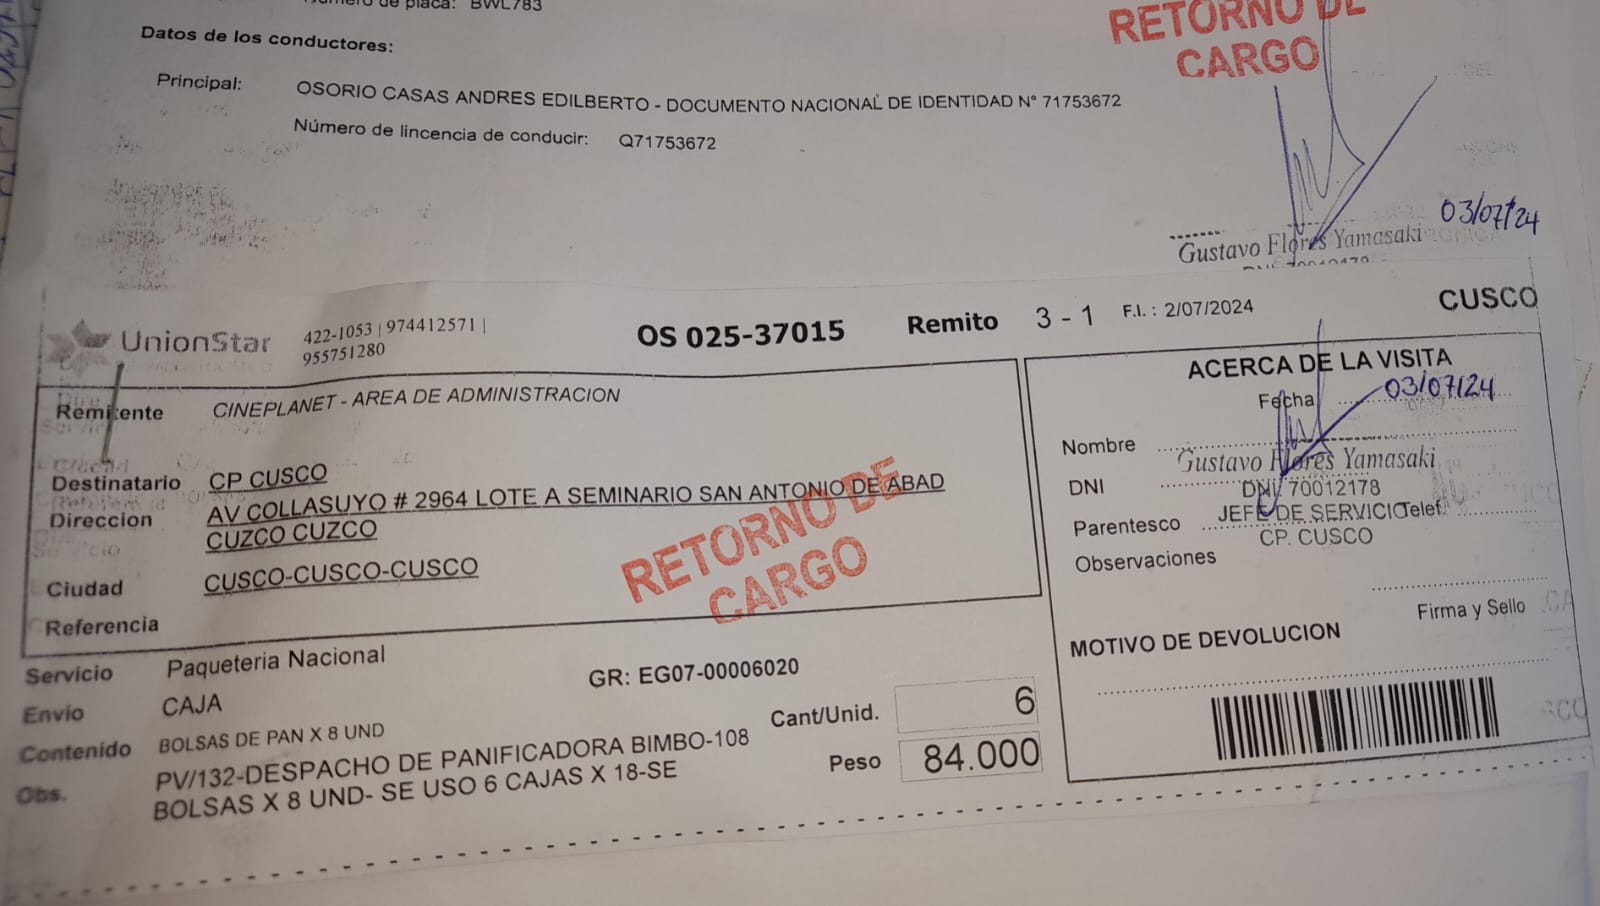 Número de placa: BWL783
Datos de los conductores:
Principal: OSORIO CASAS ANDRES EDILBERTO - DOCUMENTO NACIONAL DE IDENTIDAD N° 71753672
Número de lincencia de conducir: Q71753672
RETORNO DE
CARGO
03/07/24
Gustavo Flores Yamasaki
UnionStar
422-1053 | 974412571 |
955751280
OS 025-37015
Remito 3 - 1
F.I. : 2/07/2024
CUSCO
Remitente CINEPLANET - AREA DE ADMINISTRACION
Destinatario CP CUSCO
Direccion AV COLLASUYO # 2964 LOTE A SEMINARIO SAN ANTONIO DE ABAD
CUZCO CUZCO
Ciudad CUSCO-CUSCO-CUSCO
Referencia
RETORNO DE
CARGO
ACERCA DE LA VISITA
Fecha 03/07/24
Nombre Gustavo Flores Yamasaki
DNI DNI 70012178
Parentesco JEFE DE SERVICIO Telef
CP. CUSCO
Observaciones
Firma y Sello
MOTIVO DE DEVOLUCION
Servicio Paqueteria Nacional
GR: EG07-00006020
Envio CAJA
Cant/Unid. 6
Contenido BOLSAS DE PAN X 8 UND
Peso 84.000
Obs. PV/132-DESPACHO DE PANIFICADORA BIMBO-108
BOLSAS X 8 UND- SE USO 6 CAJAS X 18-SE